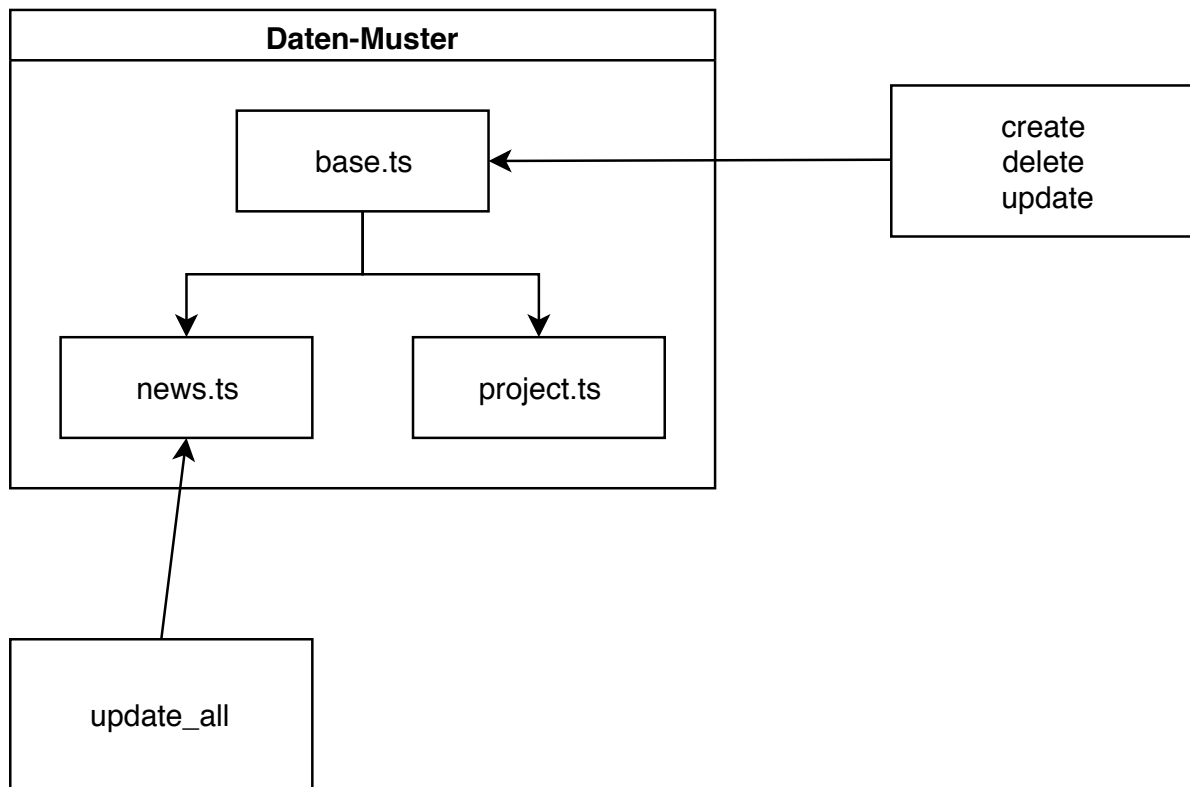 Daten-Muster
base.ts
create
delete
update
news.ts
project.ts
update_all